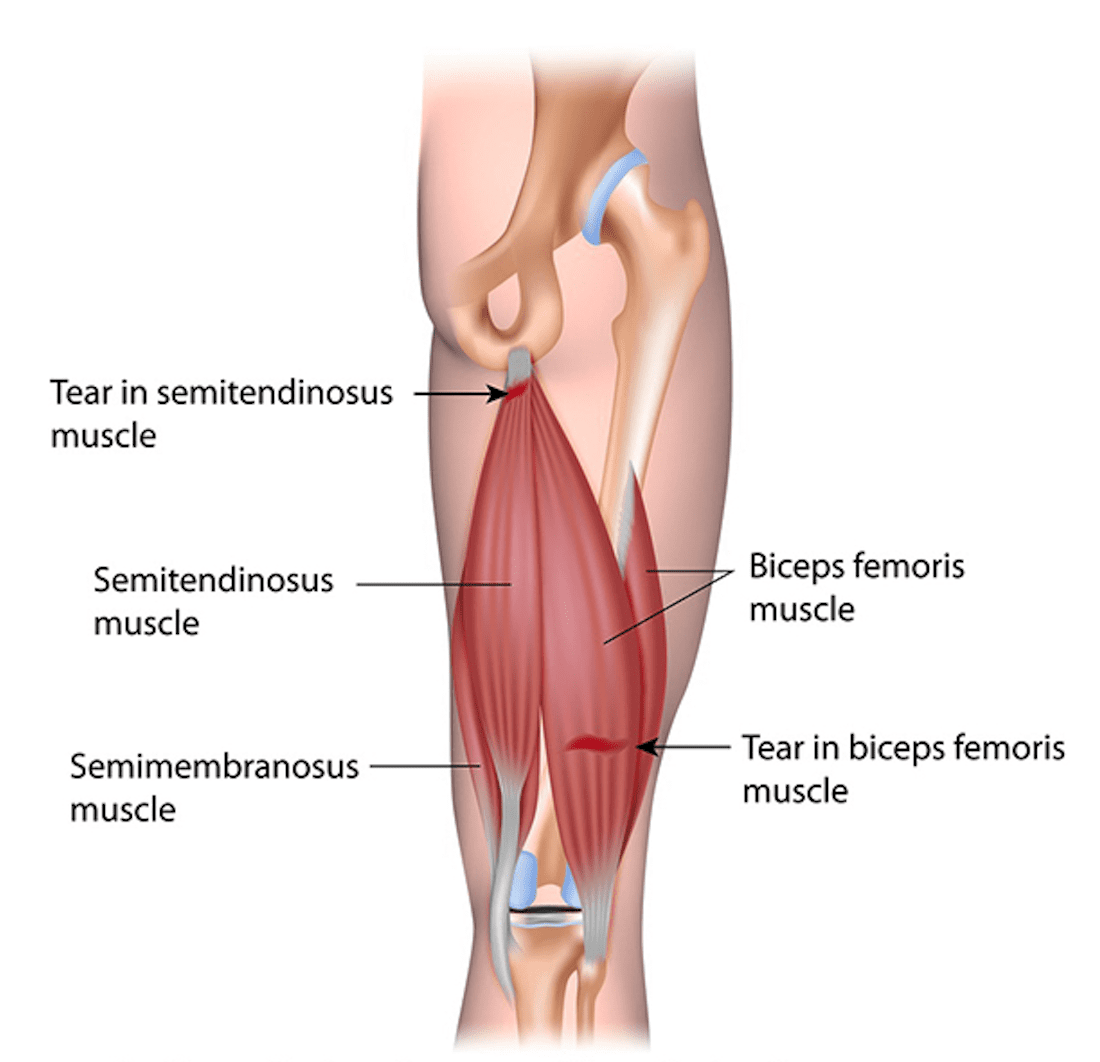 Tear in semitendinosus
muscle
Semitendinosus
muscle
Biceps femoris
muscle
Semimembranosus
muscle
Tear in biceps femoris
muscle